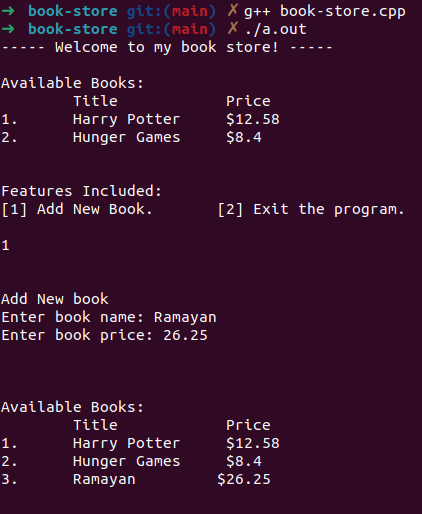 ➜ book-store git:(main) ✗ g++ book-store.cpp
➜ book-store git:(main) ✗ ./a.out
----- Welcome to my book store! -----
Available Books:
Title Price
1. Harry Potter $12.58
2. Hunger Games $8.4
Features Included:
[1] Add New Book. [2] Exit the program.
1
Add New book
Enter book name: Ramayan
Enter book price: 26.25
Available Books:
Title Price
1. Harry Potter $12.58
2. Hunger Games $8.4
3. Ramayan $26.25